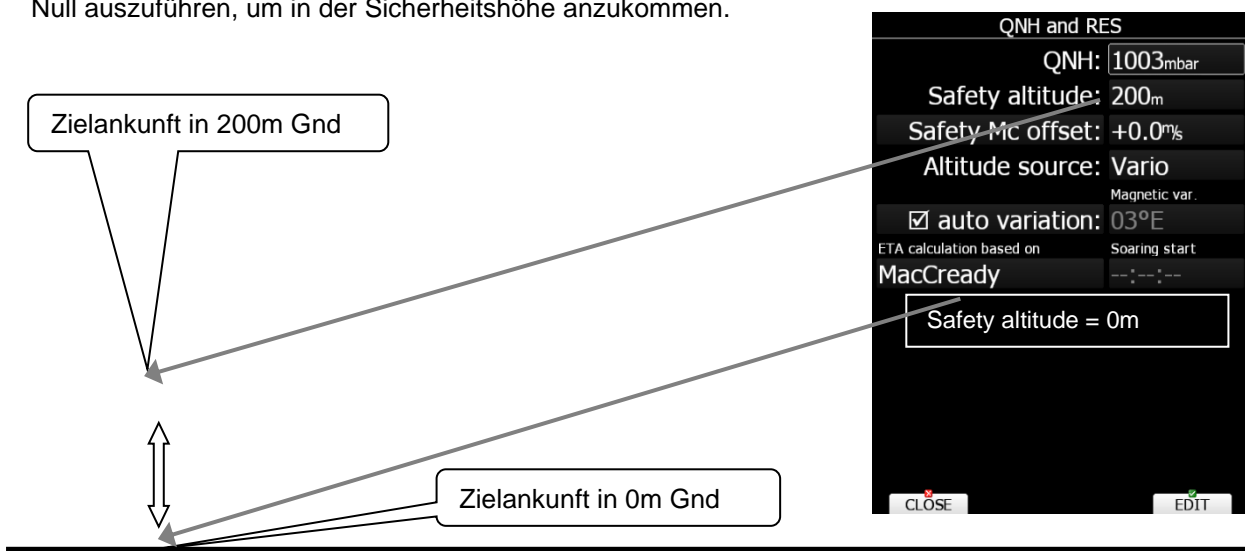 Null auszuführen, um in der Sicherheitshöhe anzukommen.
QNH and RES
QNH: 1003mbar
Safety altitude: 200m
Safety Mc offset: +0.0m/s
Altitude source: Vario
Magnetic var.
☑ auto variation: 03ºE
ETA calculation based on Soaring start
MacCready --:--:--
Safety altitude = 0m
CLOSE EDIT
Zielankunft in 200m Gnd
Zielankunft in 0m Gnd